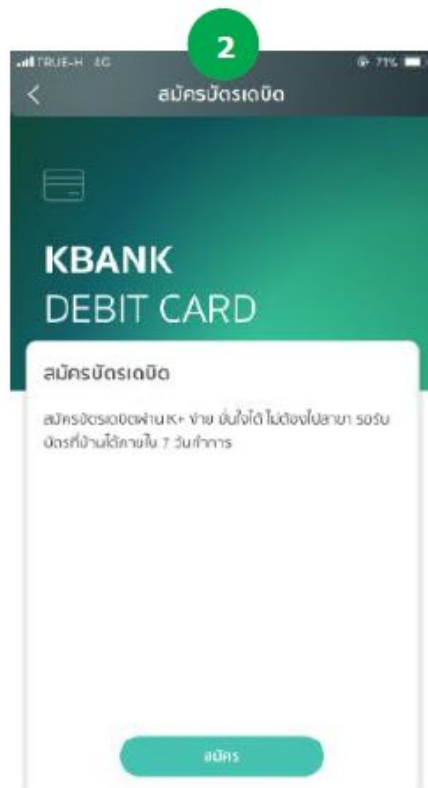 2
TRUE-H 4G 71%
สมัครบัตรเดบิต
KBANK
DEBIT CARD
สมัครบัตรเดบิต
สมัครบัตรเดบิตผ่าน K+ ง่าย มั่นใจได้ ไม่ต้องไปสาขา รอรับ
บัตรที่บ้านได้ภายใน 7 วันทำการ
สมัคร